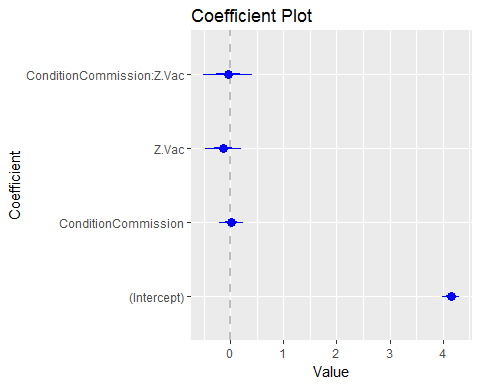 Coefficient Plot
Coefficient
ConditionCommission:Z.Vac
Z.Vac
ConditionCommission
(Intercept)
0 1 2 3 4
Value